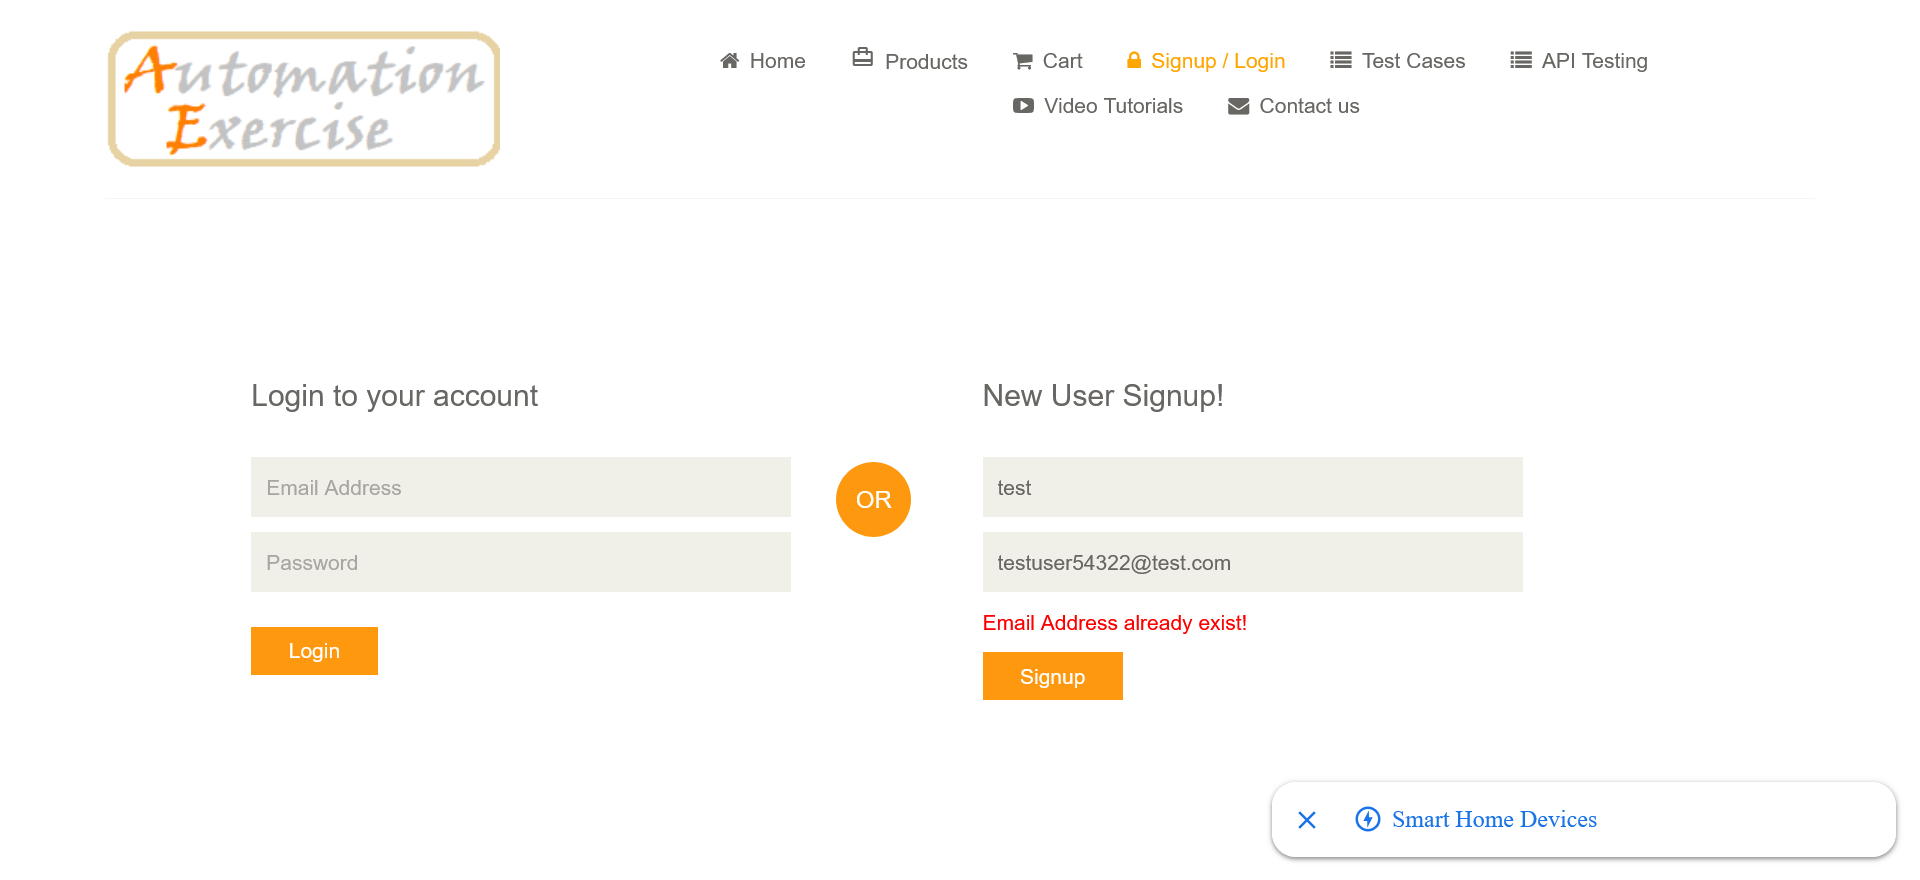 Automation
Exercise
Home
Products
Cart
Signup / Login
Test Cases
API Testing
Video Tutorials
Contact us
Login to your account
Email Address
Password
Login
OR
New User Signup!
test
testuser54322@test.com
Email Address already exist!
Signup
Smart Home Devices